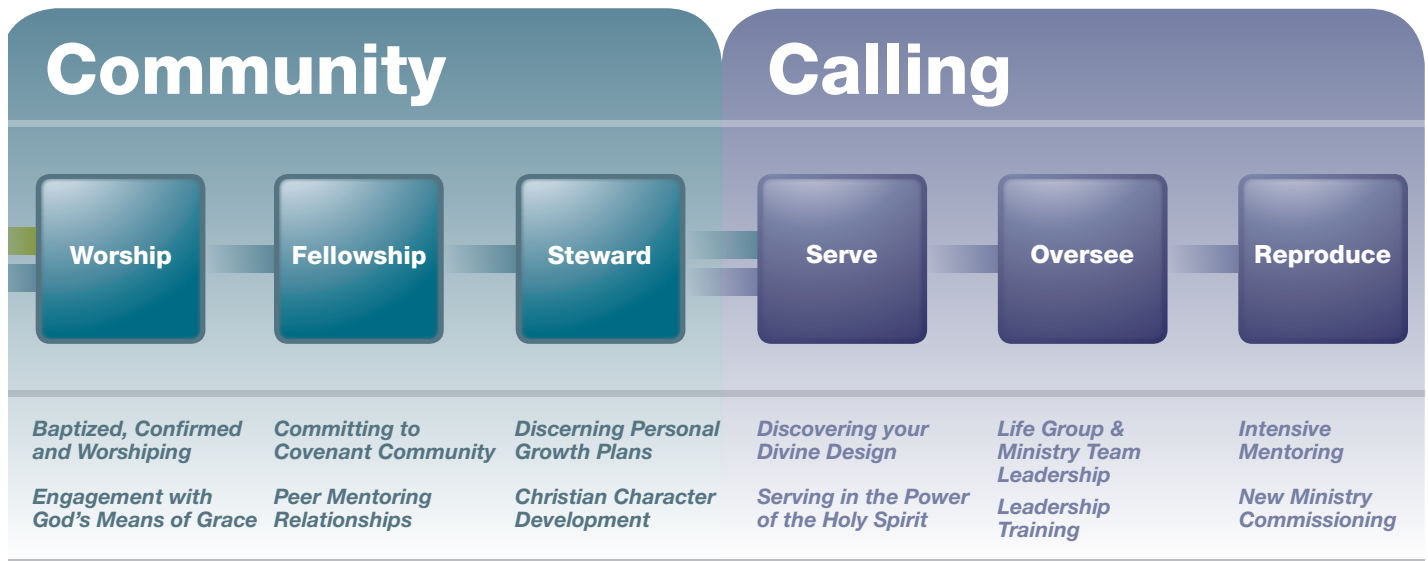 Community
Calling
Worship
Fellowship
Steward
Serve
Oversee
Reproduce
Baptized, Confirmed
and Worshiping
Engagement with
God's Means of Grace
Committing to
Covenant Community
Peer Mentoring
Relationships
Discerning Personal
Growth Plans
Christian Character
Development
Discovering your
Divine Design
Serving in the Power
of the Holy Spirit
Life Group &
Ministry Team
Leadership
Leadership
Training
Intensive
Mentoring
New Ministry
Commissioning